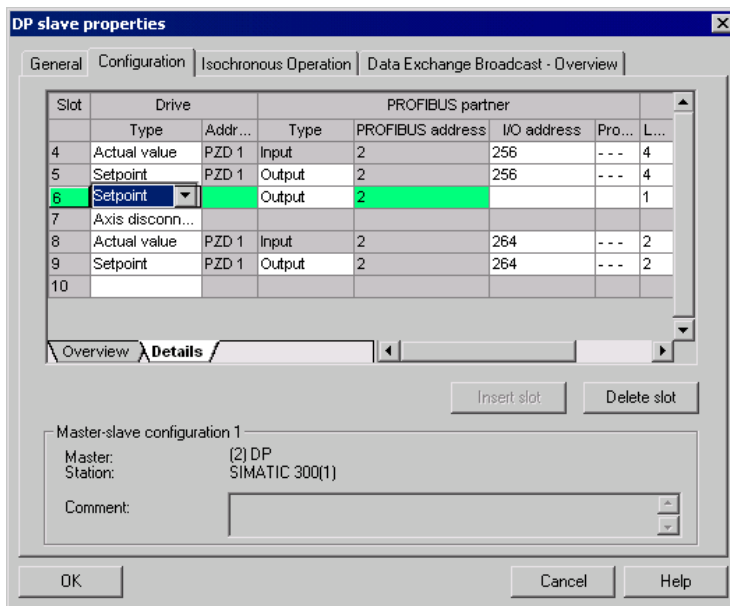 DP slave properties
General Configuration Isochronous Operation Data Exchange Broadcast - Overview
Slot Drive PROFIBUS partner
Type Addr... Type PROFIBUS address I/O address Pro... L...
4 Actual value PZD 1 Input 2 256 --- 4
5 Setpoint PZD 1 Output 2 256 --- 4
6 Setpoint Output 2 1
7 Axis disconn...
8 Actual value PZD 1 Input 2 264 --- 2
9 Setpoint PZD 1 Output 2 264 --- 2
10
Overview Details
Insert slot Delete slot
Master-slave configuration 1
Master: (2) DP
Station: SIMATIC 300(1)
Comment:
OK Cancel Help